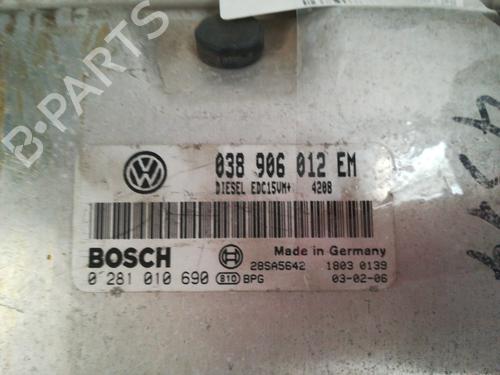 038 906 012 EM
DIESEL EDC15VM+ 4208
BOSCH
Made in Germany
28SA5642 1803 0139
0 281 010 690 STO BPG 03-02-06
B-PARTS